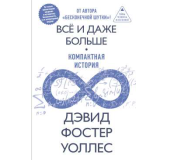 ОТ АВТОРА
«БЕСКОНЕЧНОЙ ШУТКИ»!
ВСЁ И ДАЖЕ
БОЛЬШЕ
КОМПАКТНАЯ
ИСТОРИЯ
ДЭВИД
ФОСТЕР
УОЛЛЕС